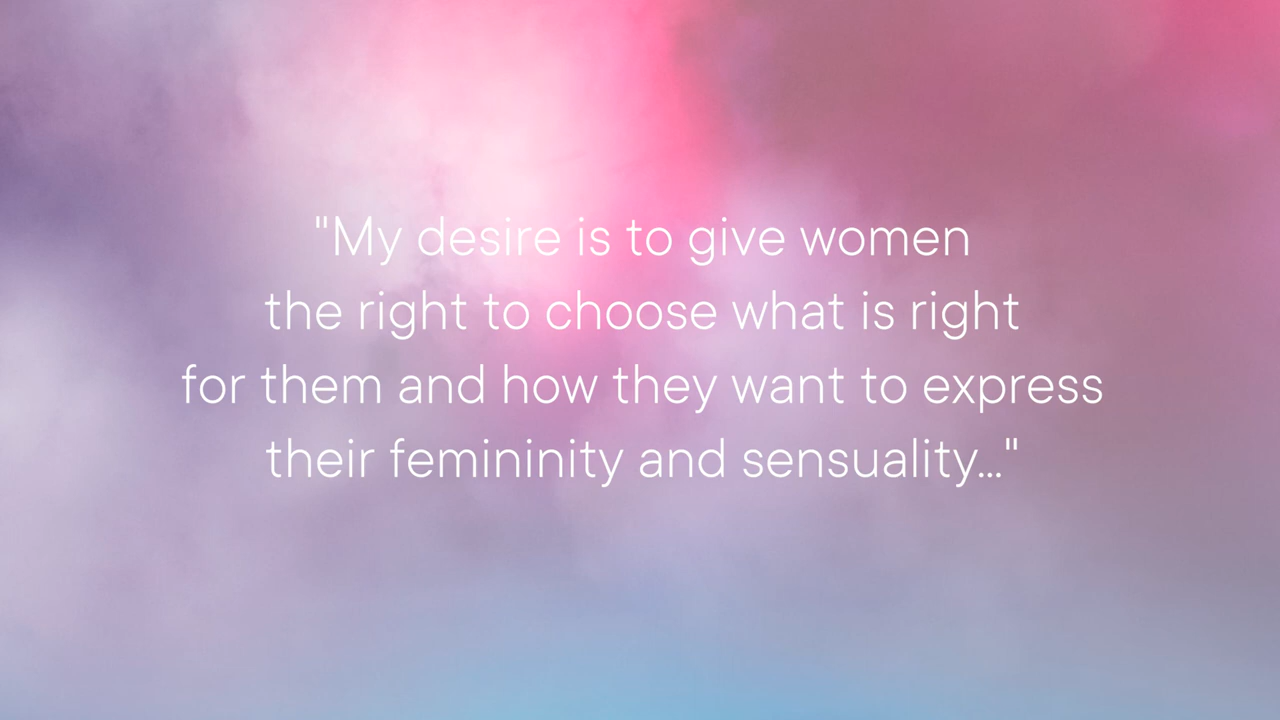 "My desire is to give women
the right to choose what is right
for them and how they want to express
their femininity and sensuality..."